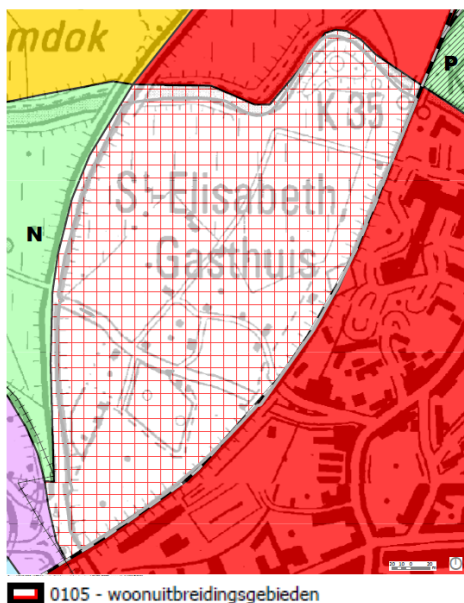 mdok
P
K 35
St-Elisabeth,
Gasthuis
N
0105 - woonuitbreidingsgebieden